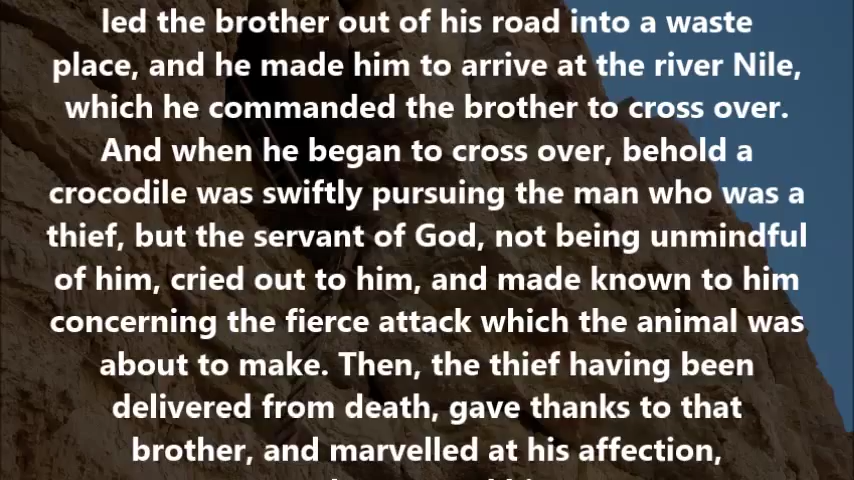 led the brother out of his road into a waste
place, and he made him to arrive at the river Nile,
which he commanded the brother to cross over.
And when he began to cross over, behold a
crocodile was swiftly pursuing the man who was a
thief, but the servant of God, not being unmindful
of him, cried out to him, and made known to him
concerning the fierce attack which the animal was
about to make. Then, the thief having been
delivered from death, gave thanks to that
brother, and marvelled at his affection,